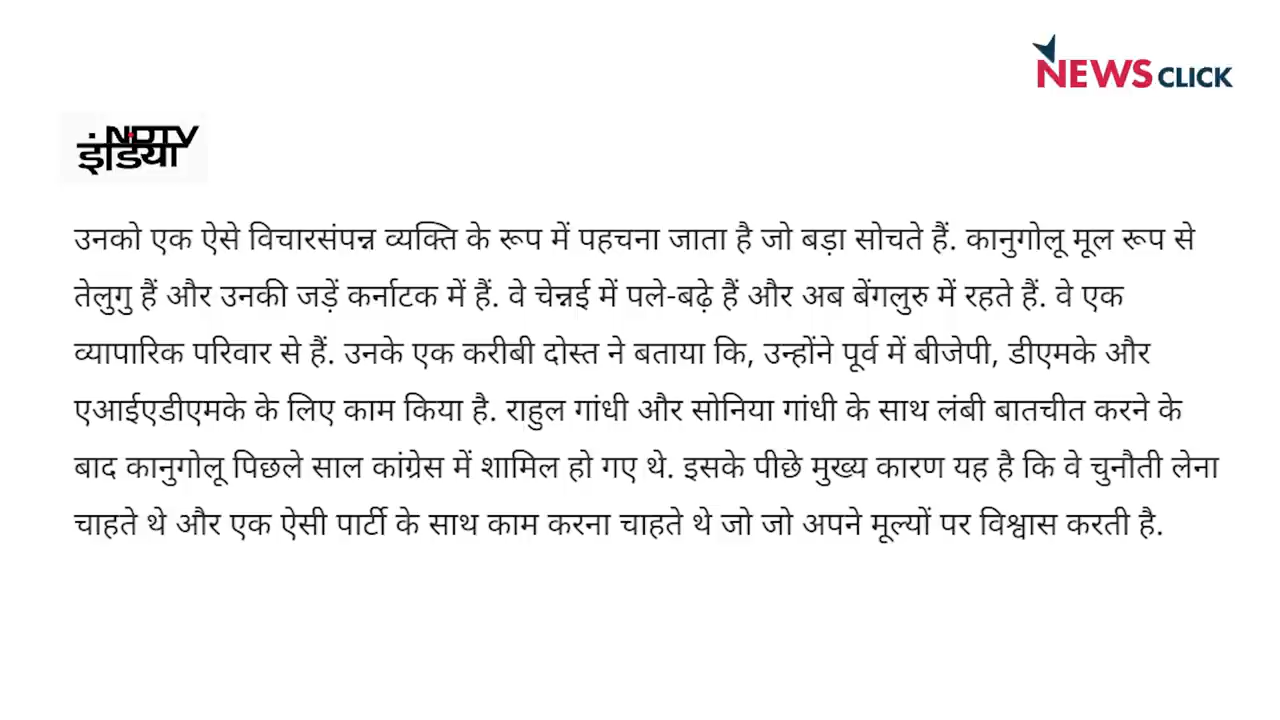 NEWS CLICK
NDTV
इंडिया
उनको एक ऐसे विचारसंपन्न व्यक्ति के रूप में पहचना जाता है जो बड़ा सोचते हैं. कानुगोलू मूल रूप से
तेलुगु हैं और उनकी जड़ें कर्नाटक में हैं. वे चेन्नई में पले-बढ़े हैं और अब बेंगलुरु में रहते हैं. वे एक
व्यापारिक परिवार से हैं. उनके एक करीबी दोस्त ने बताया कि, उन्होंने पूर्व में बीजेपी, डीएमके और
एआईएडीएमके के लिए काम किया है. राहुल गांधी और सोनिया गांधी के साथ लंबी बातचीत करने के
बाद कानुगोलू पिछले साल कांग्रेस में शामिल हो गए थे. इसके पीछे मुख्य कारण यह है कि वे चुनौती लेना
चाहते थे और एक ऐसी पार्टी के साथ काम करना चाहते थे जो जो अपने मूल्यों पर विश्वास करती है.